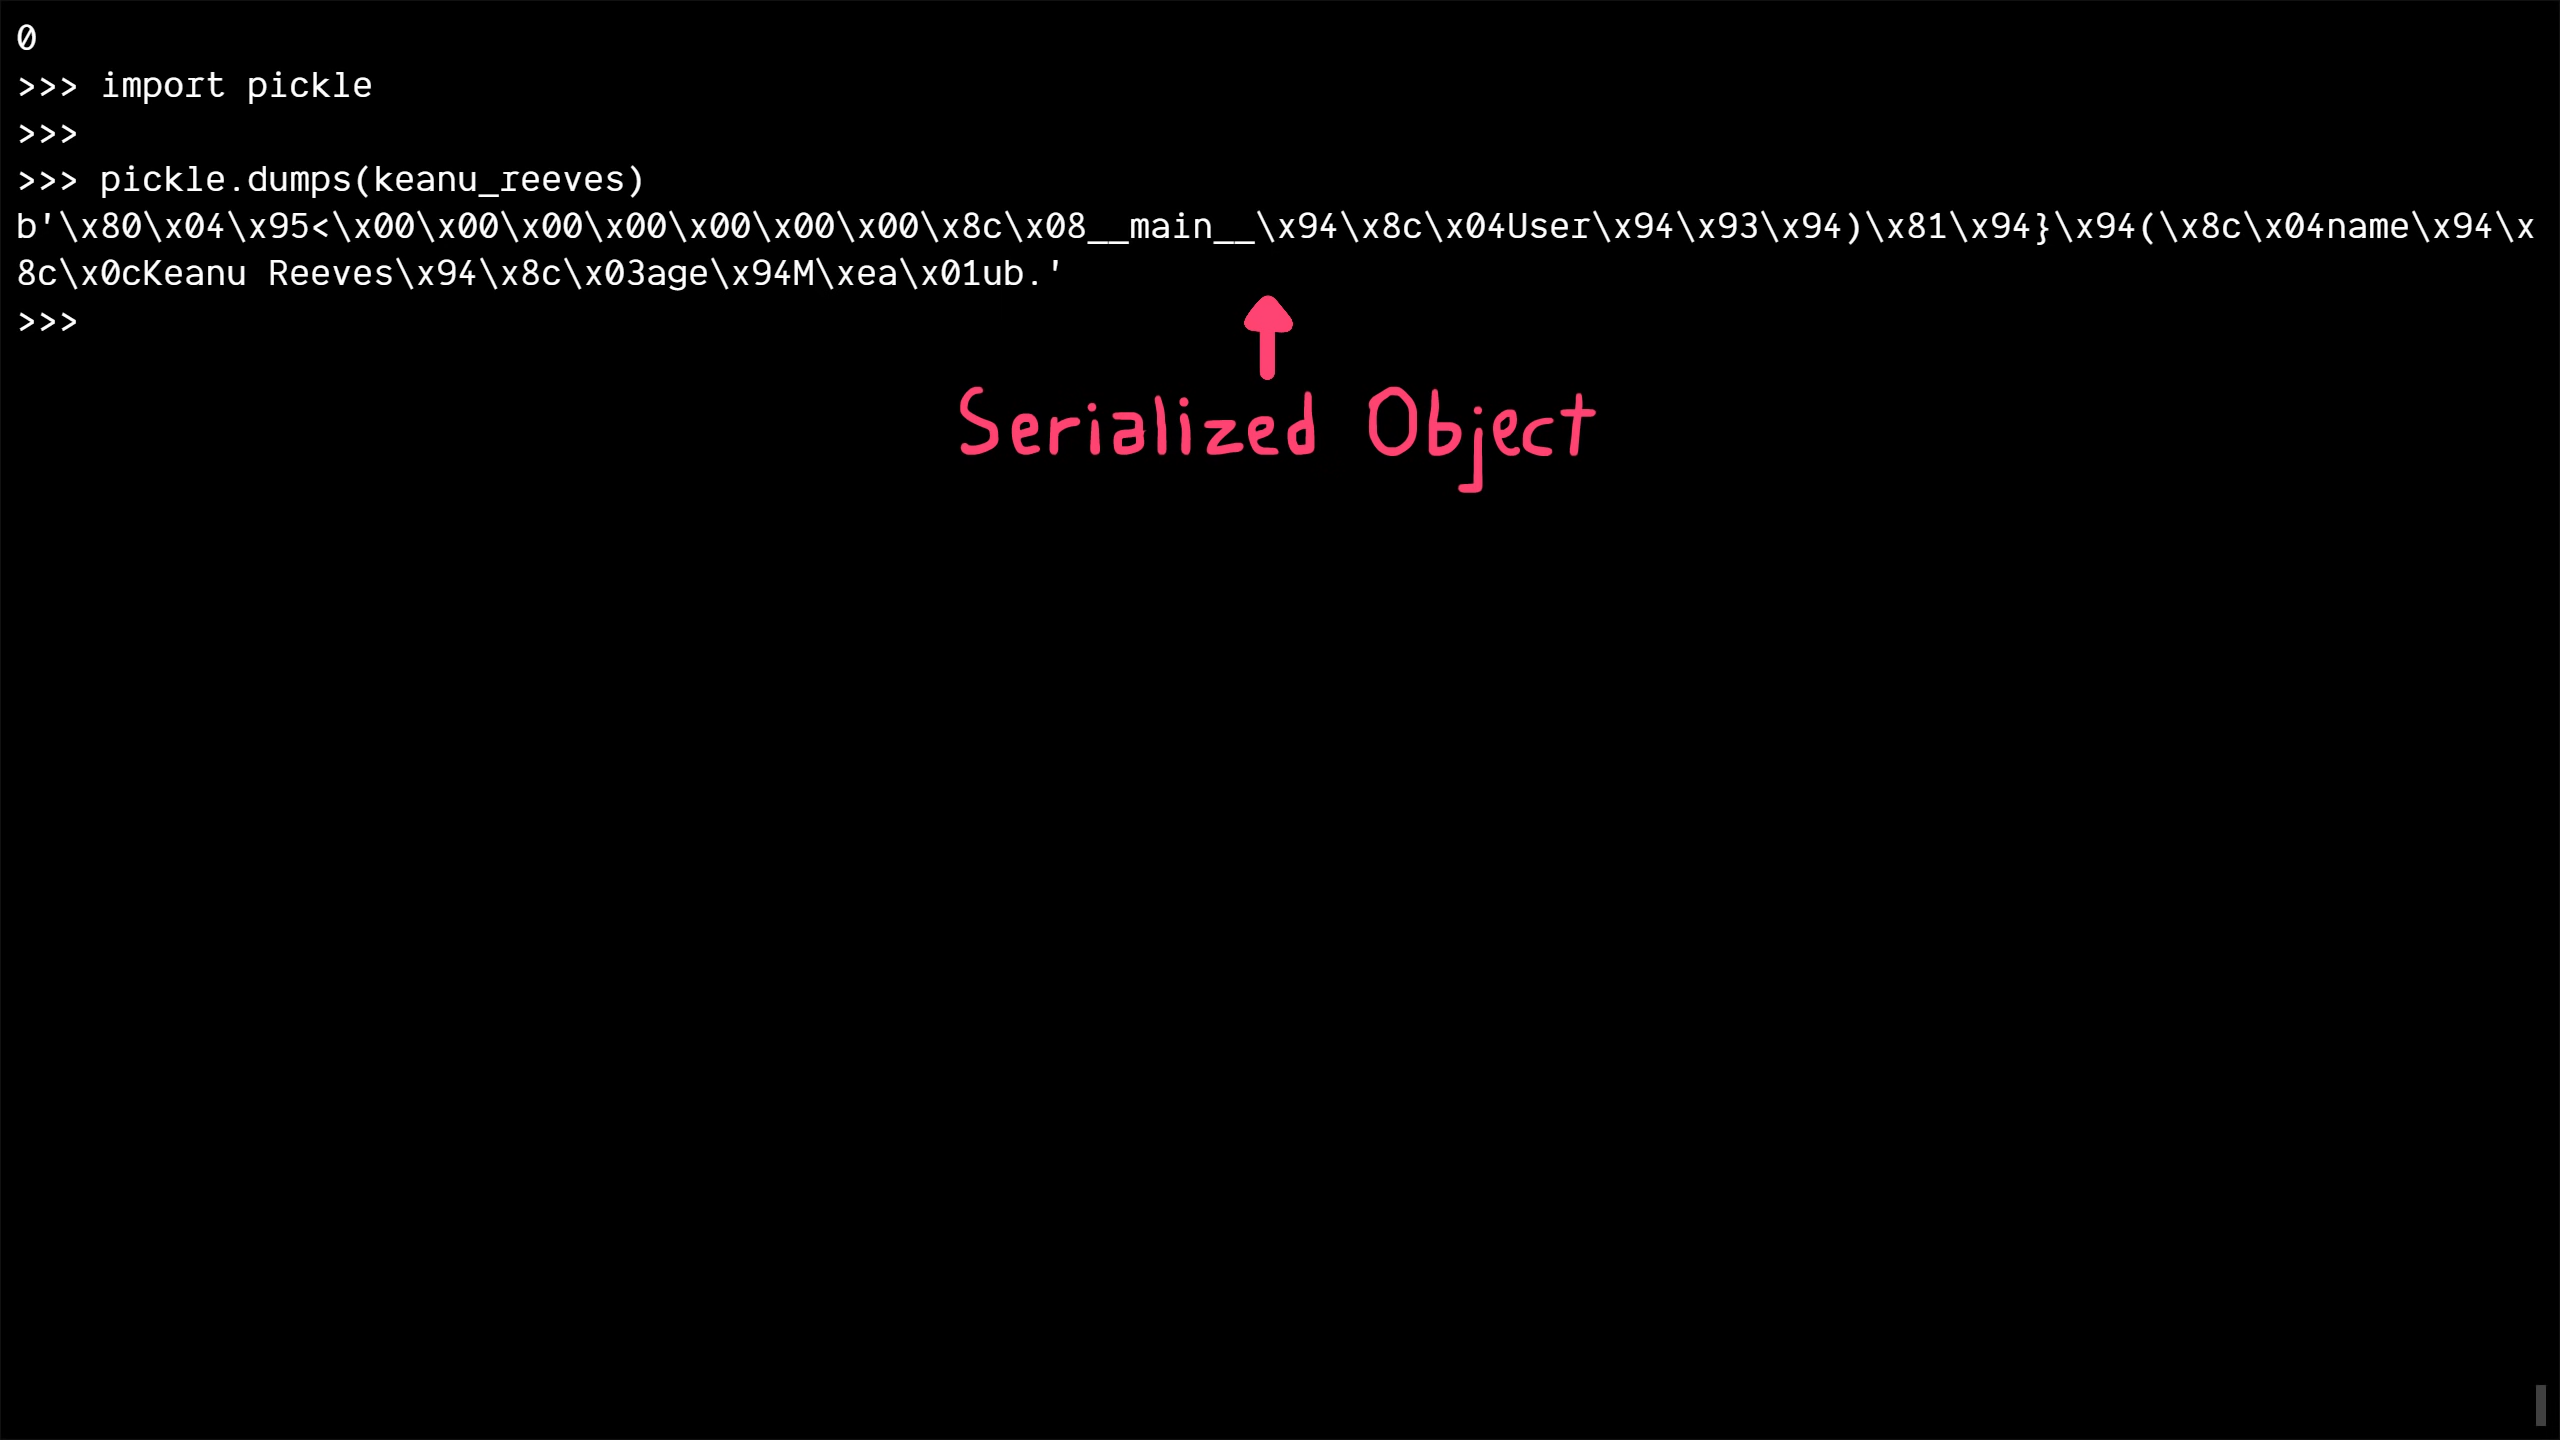 0
>>> import pickle
>>>
>>> pickle.dumps(keanu_reeves)
b'\x80\x04\x95<\x00\x00\x00\x00\x00\x00\x00\x8c\x08__main__\x94\x8c\x04User\x94\x93\x94)\x81\x94}\x94(\x8c\x04name\x94\x
8c\x0cKeanu Reeves\x94\x8c\x03age\x94M\xea\x01ub.'
>>>
Serialized Object